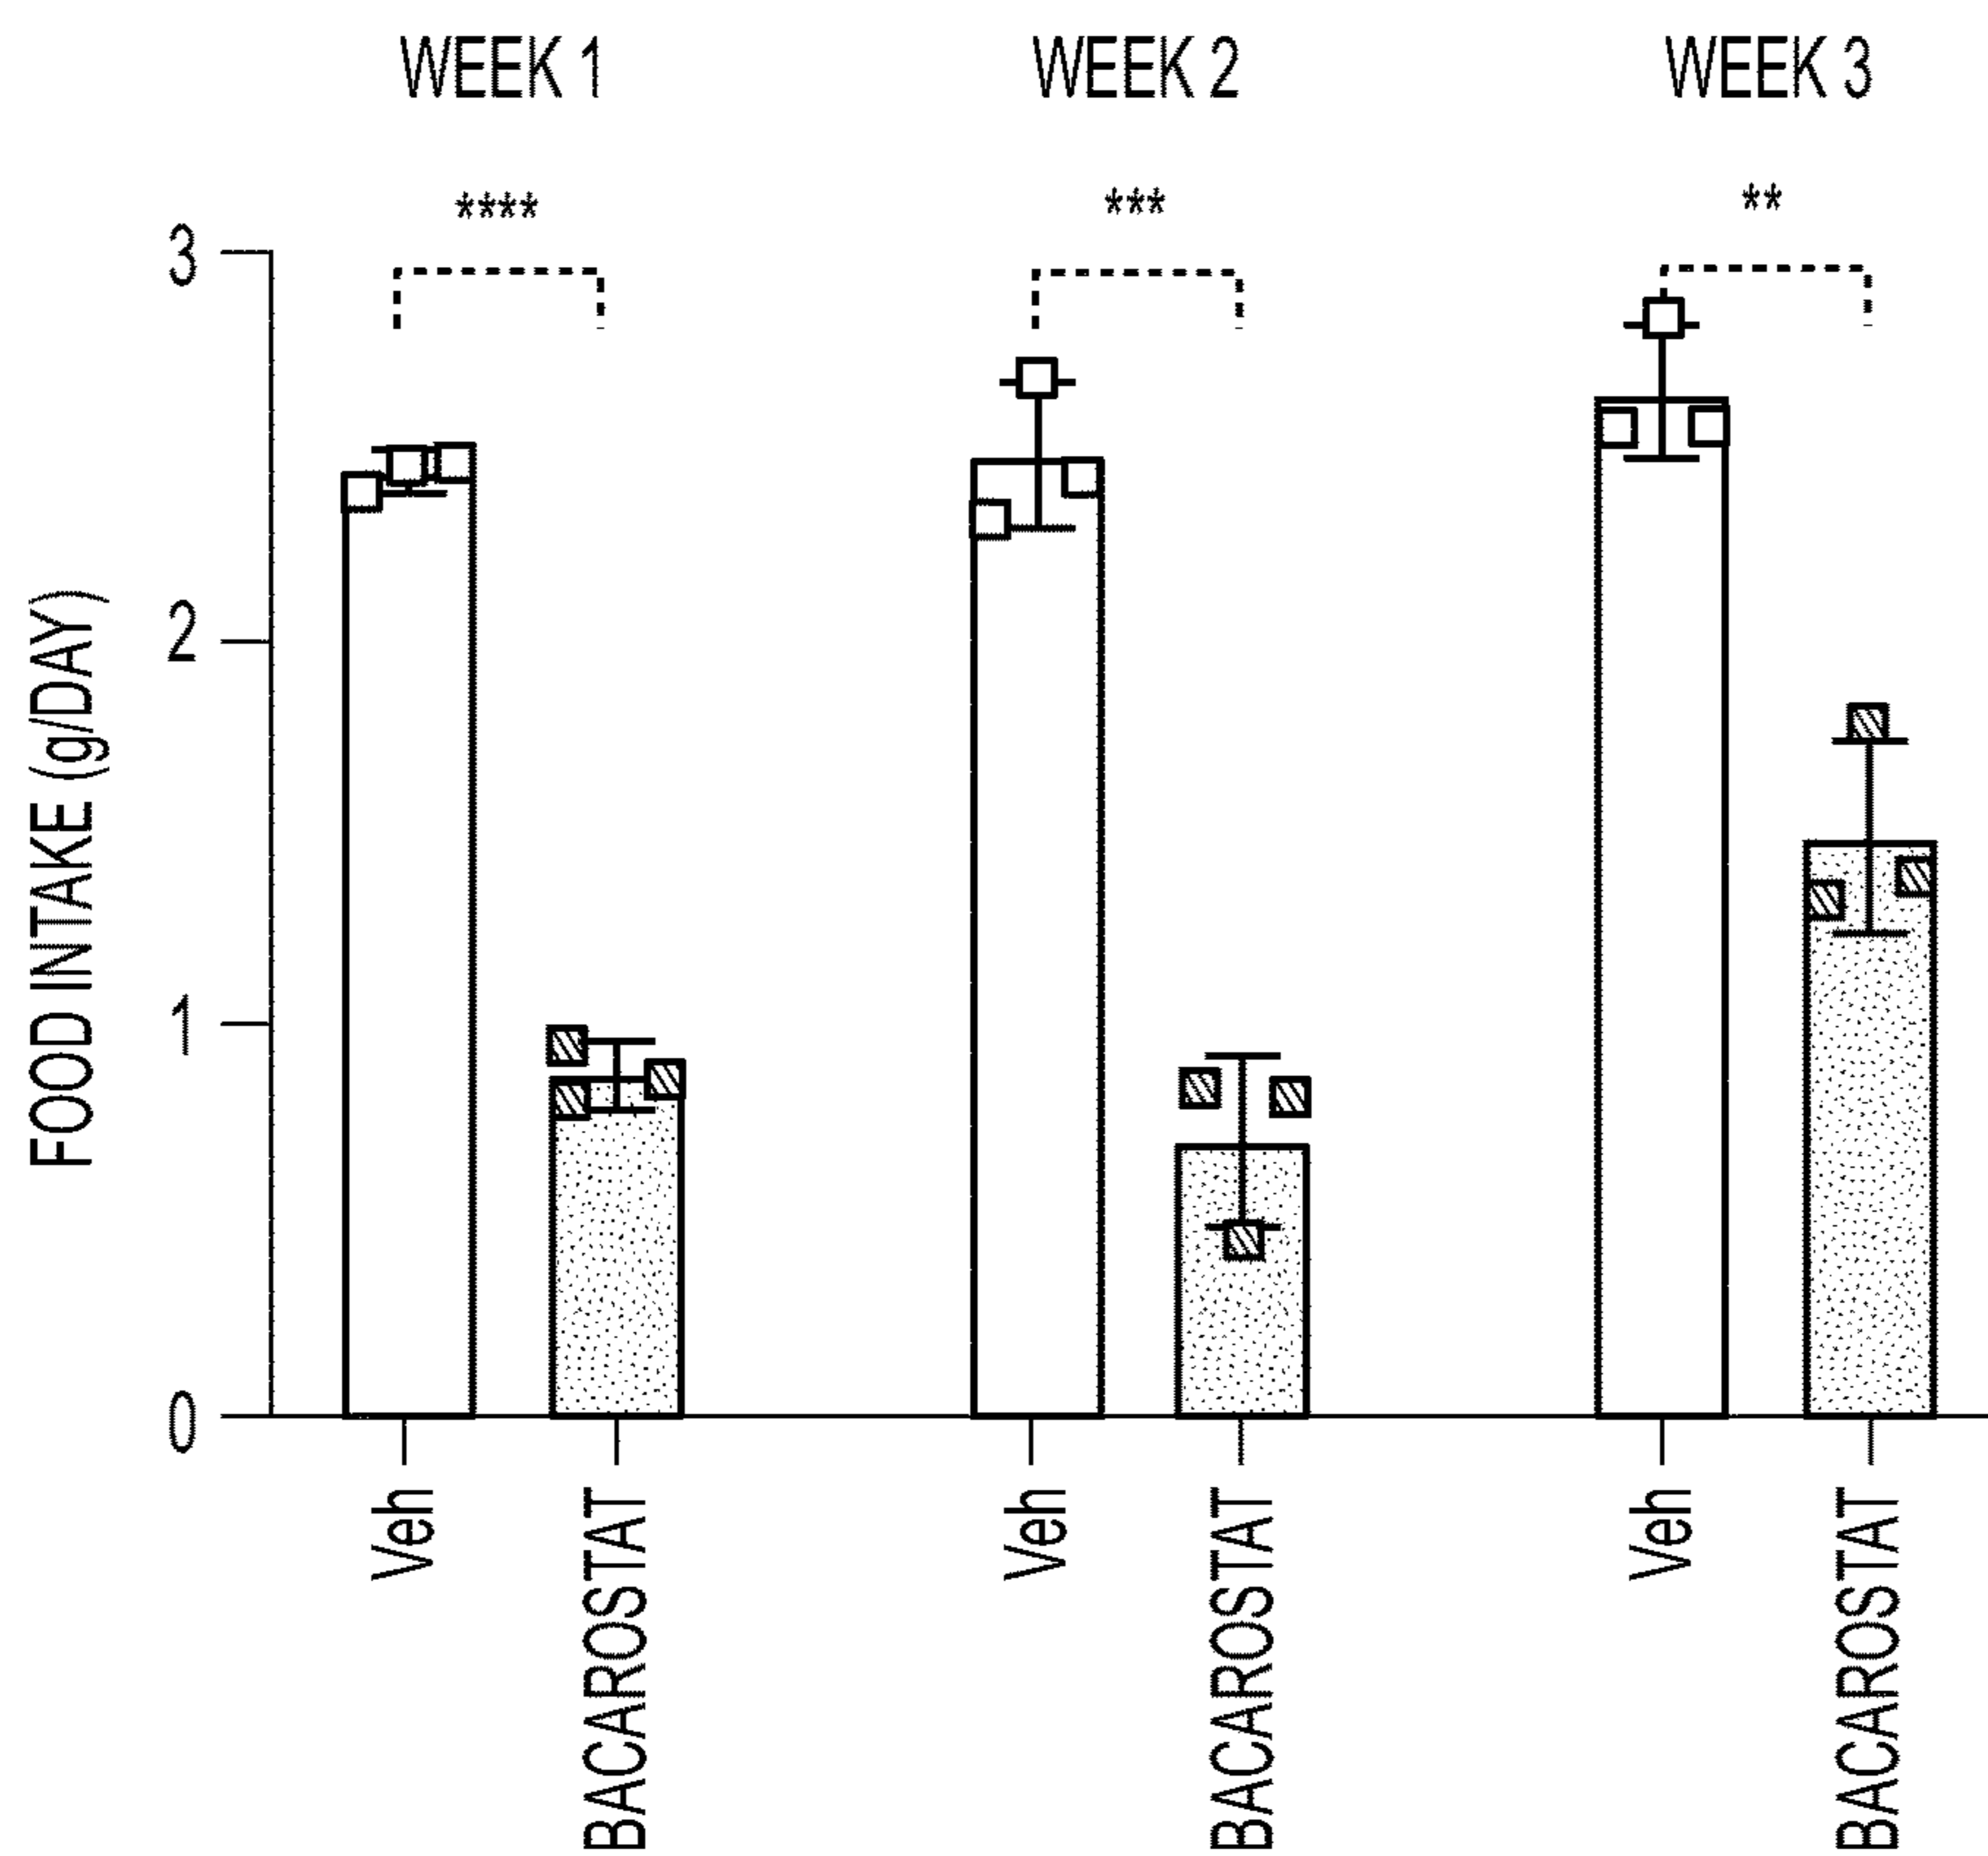 WEEK 1
WEEK 2
WEEK 3
****
***
**
FOOD INTAKE (g/DAY)
3
2
1
0
Veh
BACAROSTAT
Veh
BACAROSTAT
Veh
BACAROSTAT